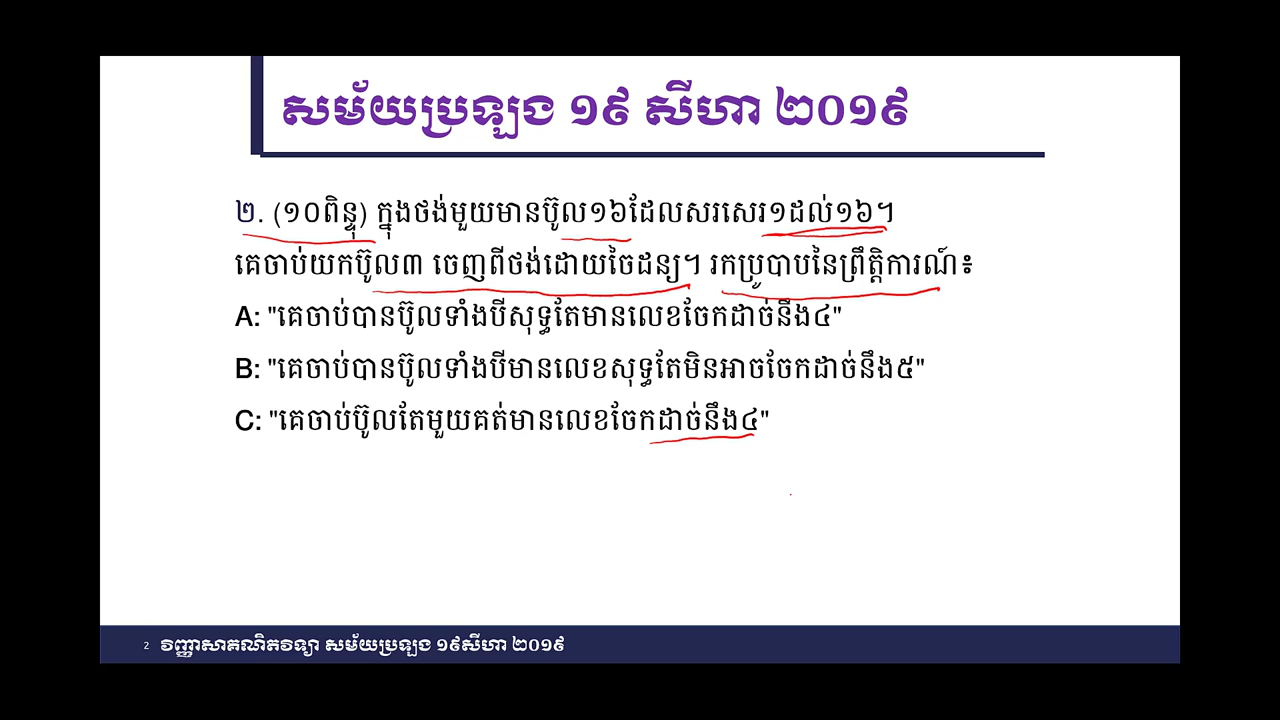 សម័យប្រឡង ១៩ សីហា ២០១៩
២. (១០ពិន្ទុ) ក្នុងថង់មួយមានប៊ូល១៦ដែលសរសេរ១ដល់១៦។
គេចាប់យកប៊ូល៣ ចេញពីថង់ដោយចៃដន្យ។ រកប្រូបាបនៃព្រឹត្តិការណ៍៖
A: "គេចាប់បានប៊ូលទាំងបីសុទ្ធតែមានលេខចែកដាច់នឹង៤"
B: "គេចាប់បានប៊ូលទាំងបីមានលេខសុទ្ធតែមិនអាចចែកដាច់នឹង៥"
C: "គេចាប់ប៊ូលតែមួយគត់មានលេខចែកដាច់នឹង៤"
2 វិញ្ញាសាគណិតវិទ្យា សម័យប្រឡង ១៩សីហា ២០១៩